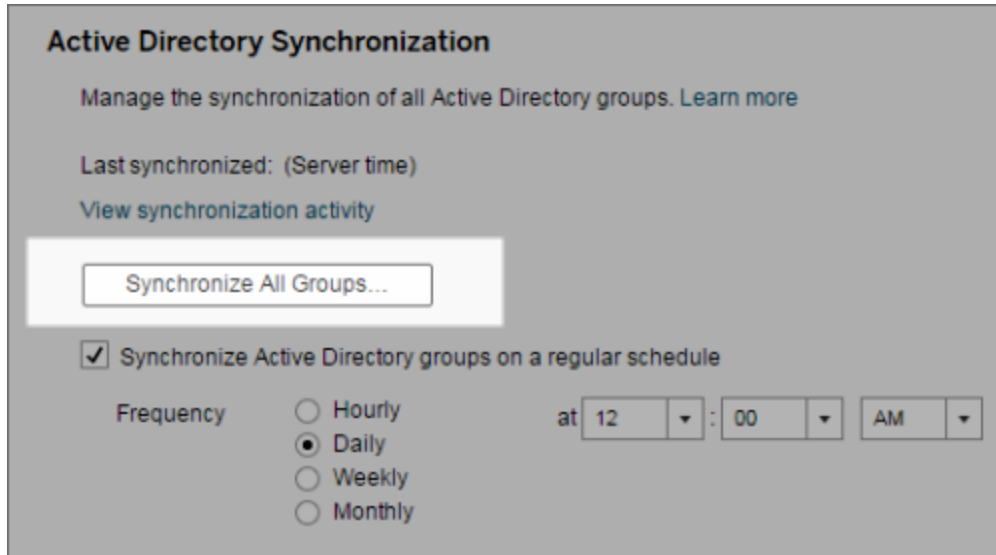 Active Directory Synchronization
Manage the synchronization of all Active Directory groups. Learn more
Last synchronized: (Server time)
View synchronization activity
Synchronize All Groups...
Synchronize Active Directory groups on a regular schedule
Frequency Hourly at 12 : 00 AM
Daily
Weekly
Monthly